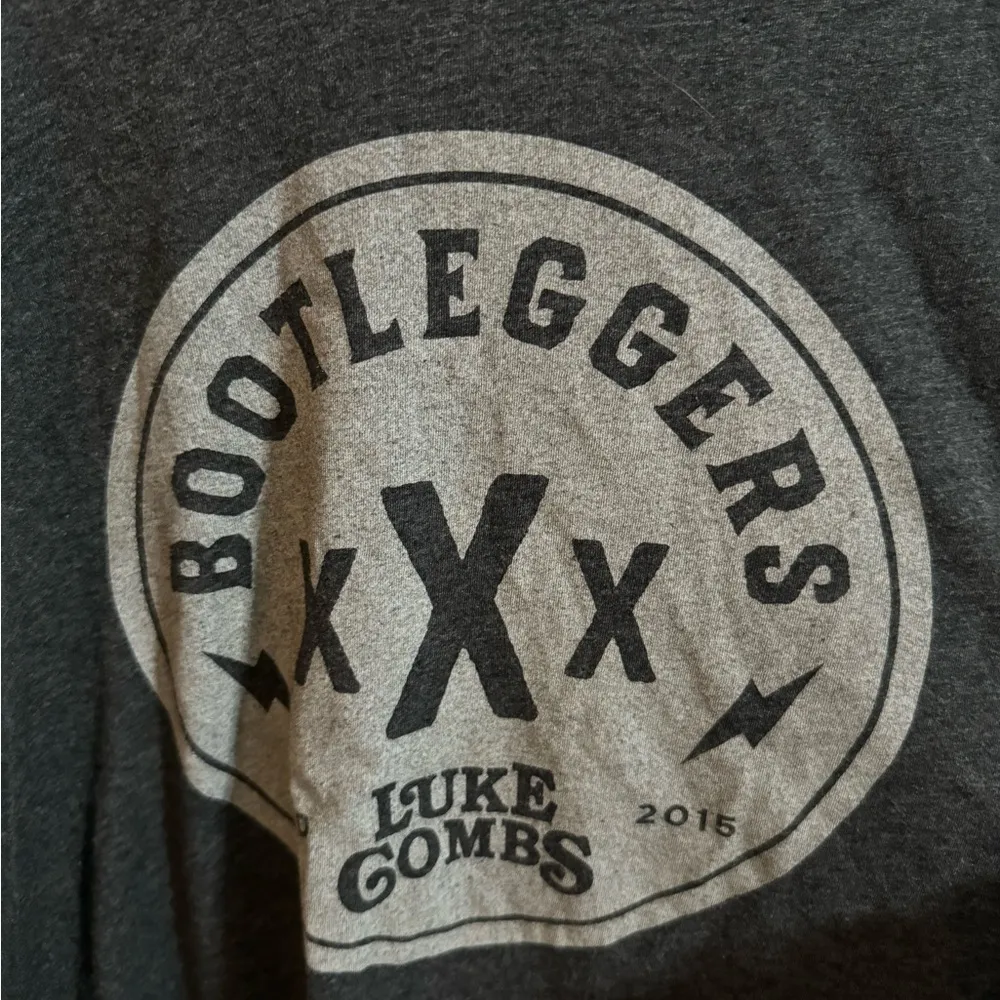 BOOTLEGGERS
XXX
LUKE
COMBS
2015